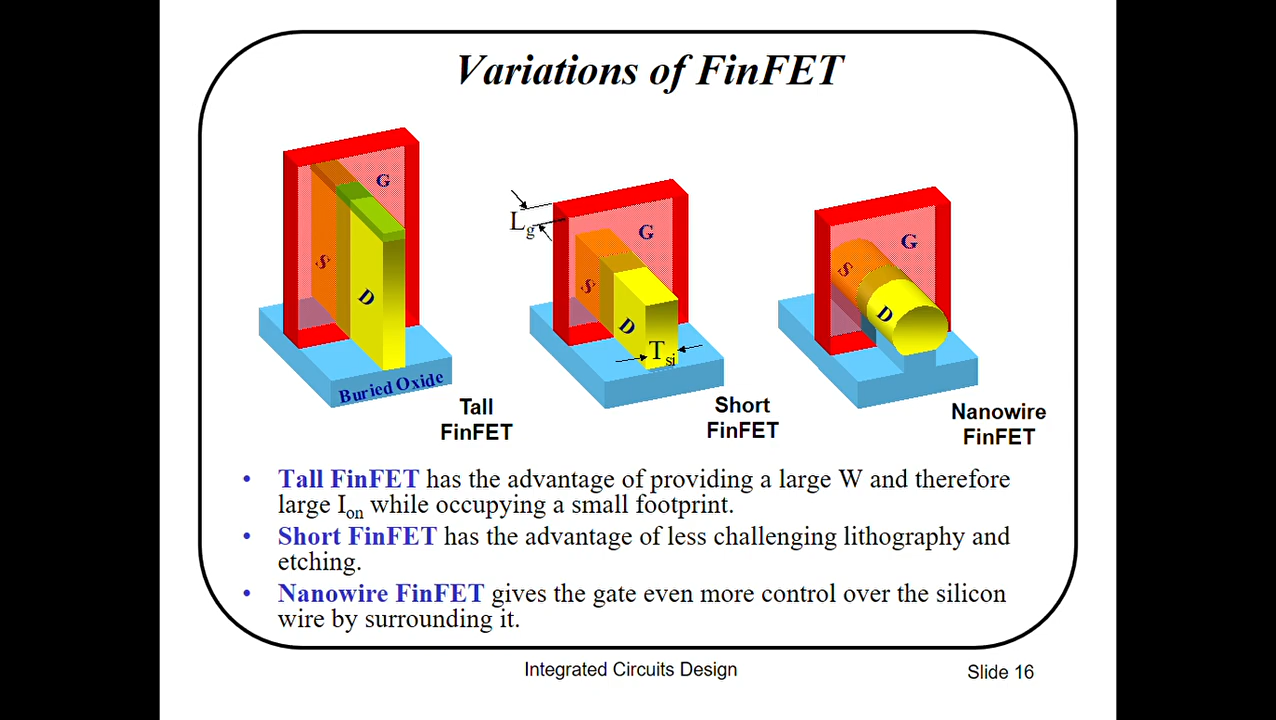 Variations of FinFET
G
S
D
Buried Oxide
Tall
FinFET
Lg
G
S
D
Tsi
Short
FinFET
G
S
D
Nanowire
FinFET
• Tall FinFET has the advantage of providing a large W and therefore
large Ion while occupying a small footprint.
• Short FinFET has the advantage of less challenging lithography and
etching.
• Nanowire FinFET gives the gate even more control over the silicon
wire by surrounding it.
Integrated Circuits Design
Slide 16